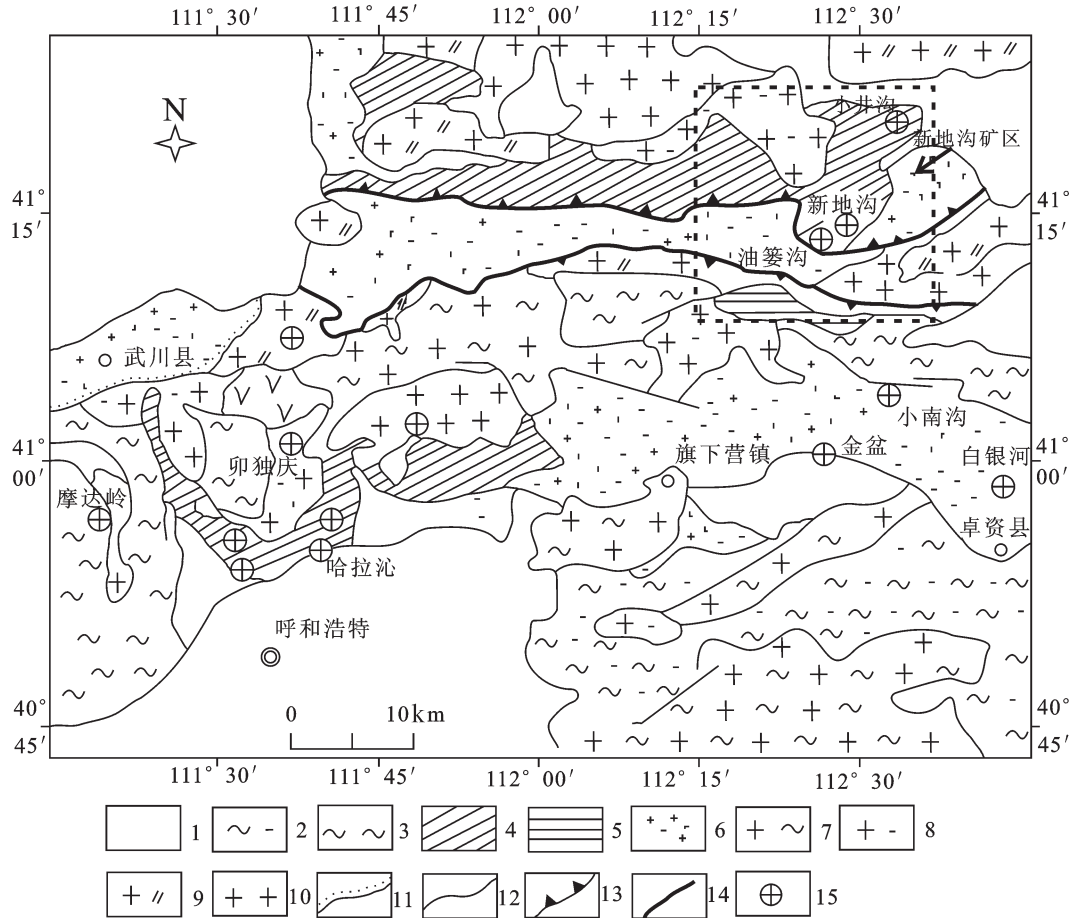 111° 30′ 111° 45′ 112° 00′ 112° 15′ 112° 30′
N
小井沟
新地沟矿区
41° 15′
41° 15′
新地沟
油篓沟
武川县
小南沟
卯独庆
旗下营镇
金盆
白银河
41° 00′
41° 00′
摩达岭
卓资县
哈拉沁
呼和浩特
40° 45′
40° 45′
0 10km
111° 30′ 111° 45′ 112° 00′ 112° 15′ 112° 30′
1 2 3 4 5 6 7 8
9 10 11 12 13 14 15